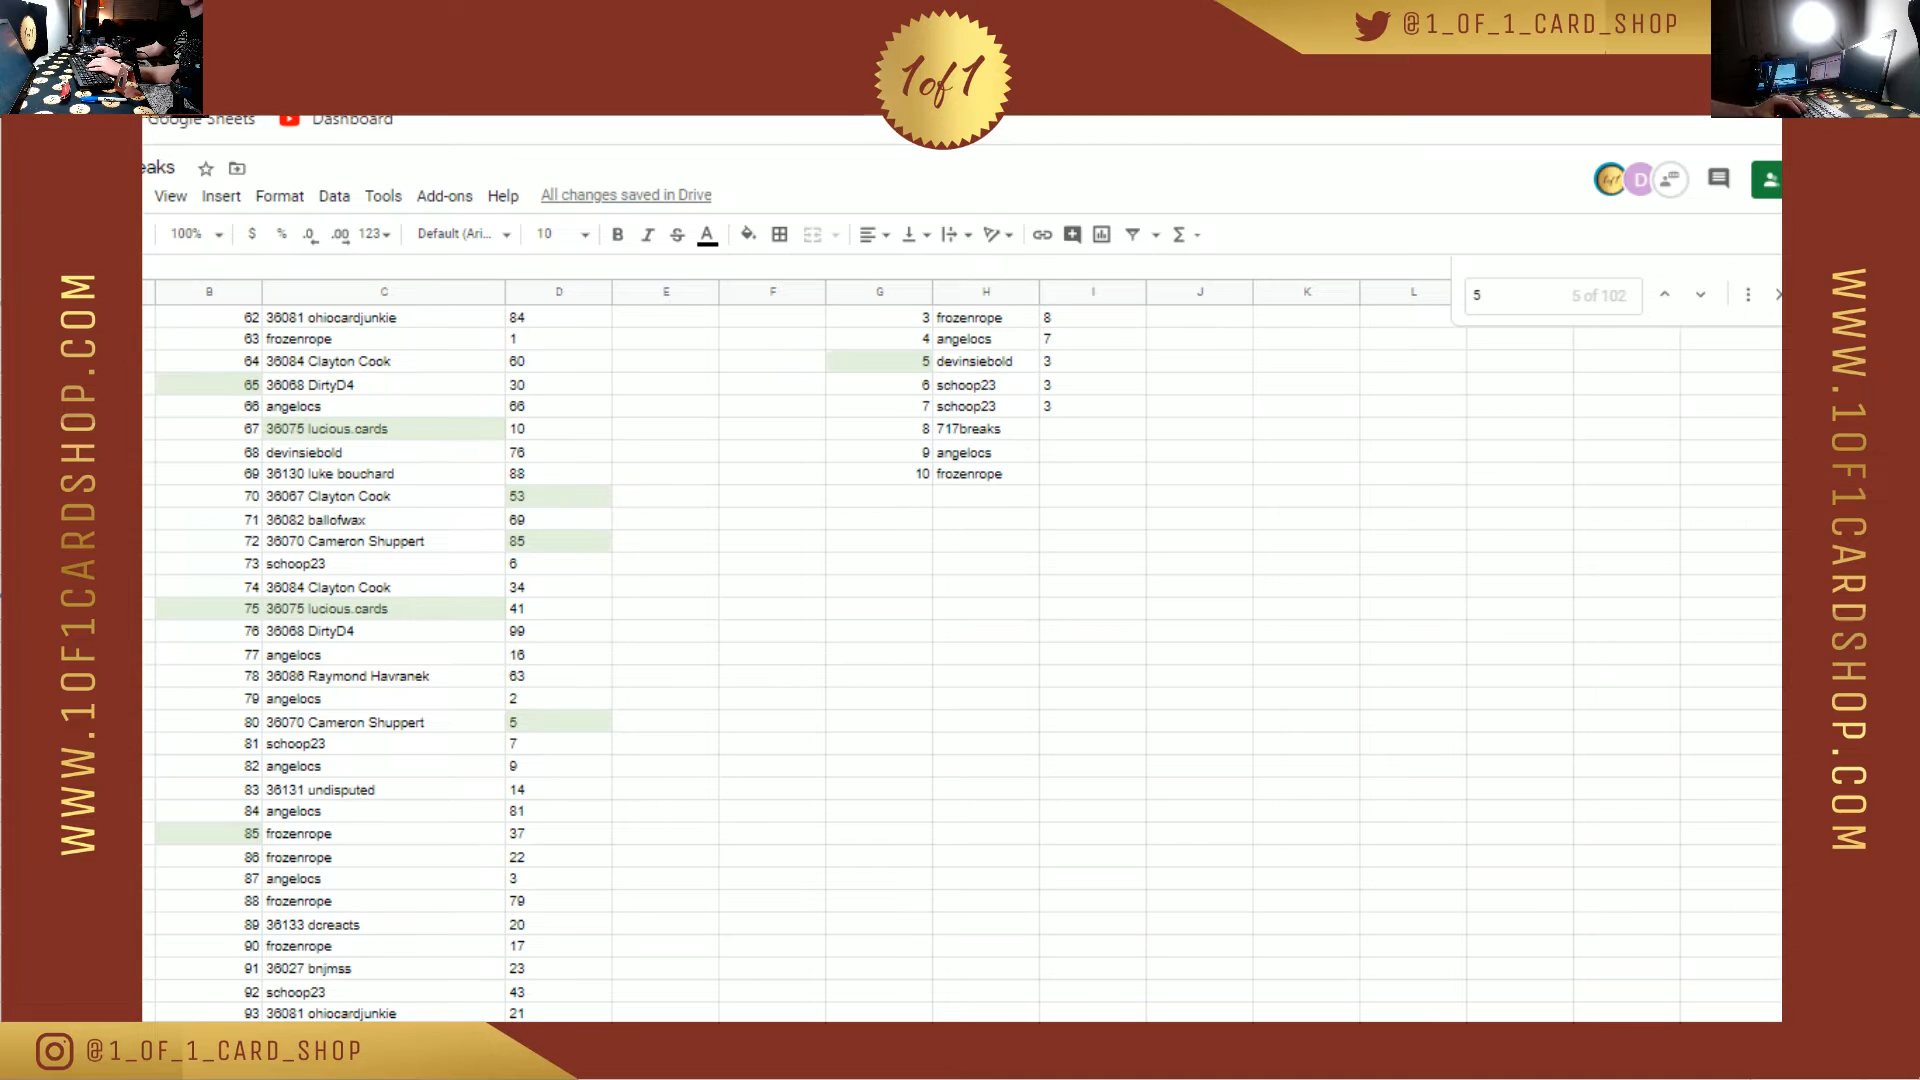 @1_OF_1_CARD_SHOP
1of1
Google Sheets Dashboard
eaks
View Insert Format Data Tools Add-ons Help All changes saved in Drive
D
100% $ % .0 .00 123 Default (Ari... 10 B I S A Σ
B C D E F G H I J K L
5 5 of 102
62 36081 ohiocardjunkie 84 3 frozenrope 8
63 frozenrope 1 4 angelocs 7
64 36084 Clayton Cook 60 5 devinsiebold 3
65 36068 DirtyD4 30 6 schoop23 3
66 angelocs 66 7 schoop23 3
67 36075 lucious.cards 10 8 717breaks
68 devinsiebold 76 9 angelocs
69 36130 luke bouchard 88 10 frozenrope
70 36067 Clayton Cook 53
71 36082 ballofwax 69
72 36070 Cameron Shuppert 85
73 schoop23 6
74 36084 Clayton Cook 34
75 36075 lucious.cards 41
76 36068 DirtyD4 99
77 angelocs 16
78 36086 Raymond Havranek 63
79 angelocs 2
80 36070 Cameron Shuppert 5
81 schoop23 7
82 angelocs 9
83 36131 undisputed 14
84 angelocs 81
85 frozenrope 37
86 frozenrope 22
87 angelocs 3
88 frozenrope 79
89 36133 dcreacts 20
90 frozenrope 17
91 36027 bnjmss 23
92 schoop23 43
93 36081 ohiocardjunkie 21
WWW.1OF1CARDSHOP.COM
WWW.1OF1CARDSHOP.COM
@1_OF_1_CARD_SHOP